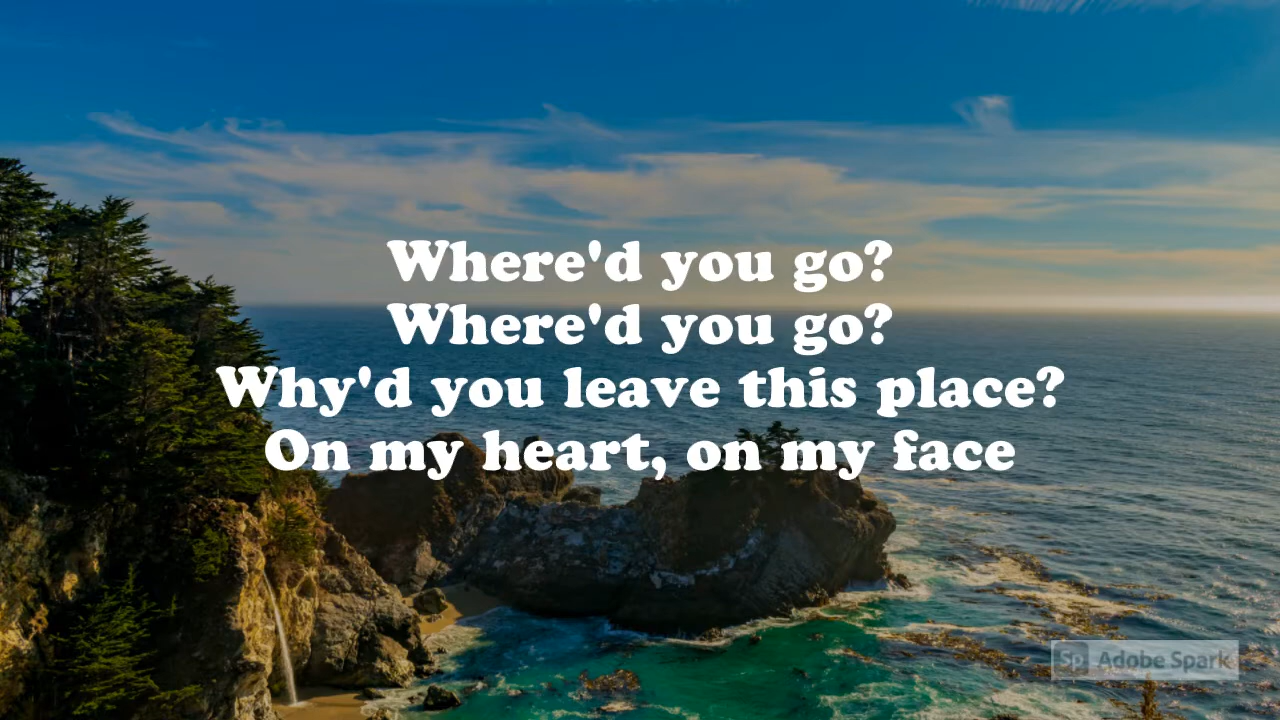 Where'd you go?
Where'd you go?
Why'd you leave this place?
On my heart, on my face
Sp Adobe Spark